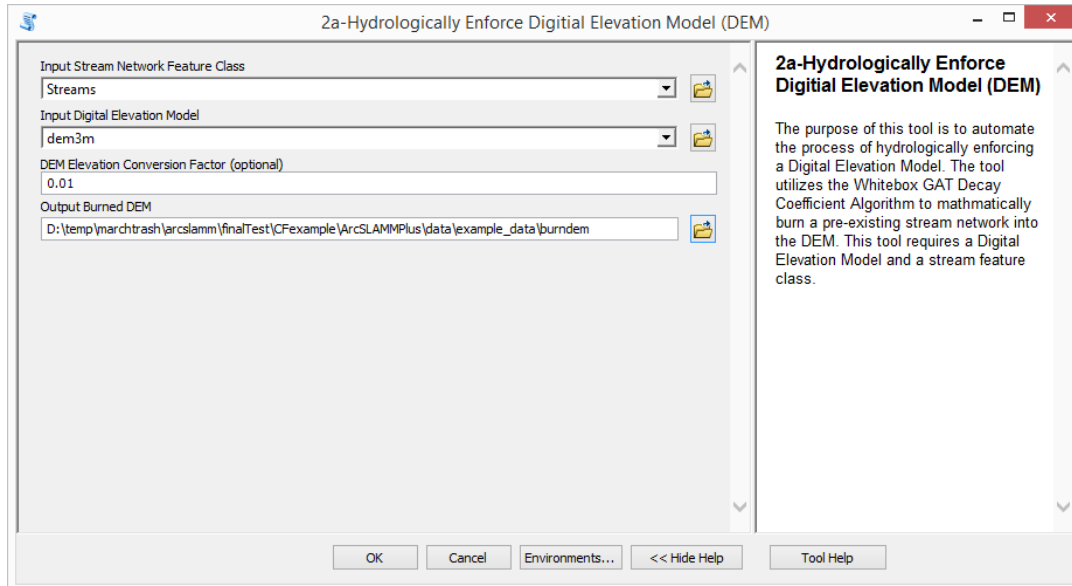 2a-Hydrologically Enforce Digitial Elevation Model (DEM)
Input Stream Network Feature Class
Streams
Input Digital Elevation Model
dem3m
DEM Elevation Conversion Factor (optional)
0.01
Output Burned DEM
D:\temp\marchtrash\arcslamm\finalTest\CFexample\ArcSLAMMPlus\data\example_data\burndem
2a-Hydrologically Enforce
Digitial Elevation Model (DEM)
The purpose of this tool is to automate
the process of hydrologically enforcing
a Digital Elevation Model. The tool
utilizes the Whitebox GAT Decay
Coefficient Algorithm to mathmatically
burn a pre-existing stream network into
the DEM. This tool requires a Digital
Elevation Model and a stream feature
class.
OK
Cancel
Environments...
<< Hide Help
Tool Help